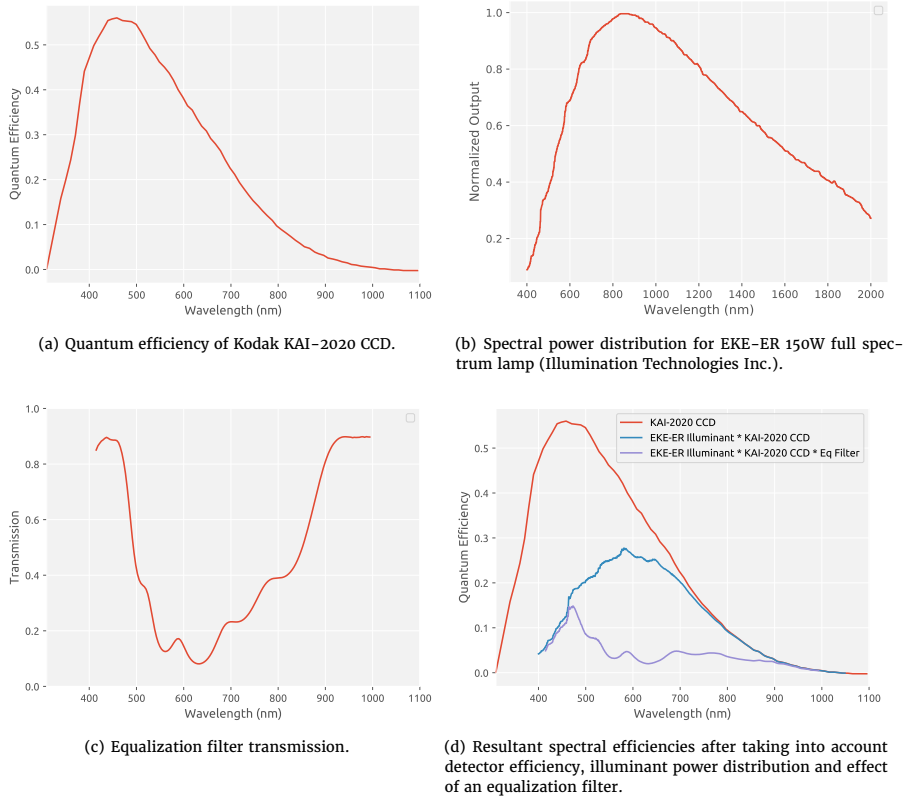 0.5
0.4
0.3
0.2
0.1
0.0
Quantum Efficiency
400 500 600 700 800 900 1000 1100
Wavelength (nm)
(a) Quantum efficiency of Kodak KAI-2020 CCD.
1.0
0.8
0.6
0.4
0.2
Normalized Output
400 600 800 1000 1200 1400 1600 1800 2000
Wavelength (nm)
(b) Spectral power distribution for EKE-ER 150W full spec-
trum lamp (Illumination Technologies Inc.).
1.0
0.8
0.6
0.4
0.2
0.0
Transmission
400 500 600 700 800 900 1000 1100
Wavelength (nm)
(c) Equalization filter transmission.
KAI-2020 CCD
EKE-ER Illuminant * KAI-2020 CCD
EKE-ER Illuminant * KAI-2020 CCD * Eq Filter
0.5
0.4
0.3
0.2
0.1
0.0
Quantum Efficiency
400 500 600 700 800 900 1000 1100
Wavelength (nm)
(d) Resultant spectral efficiencies after taking into account
detector efficiency, illuminant power distribution and effect
of an equalization filter.